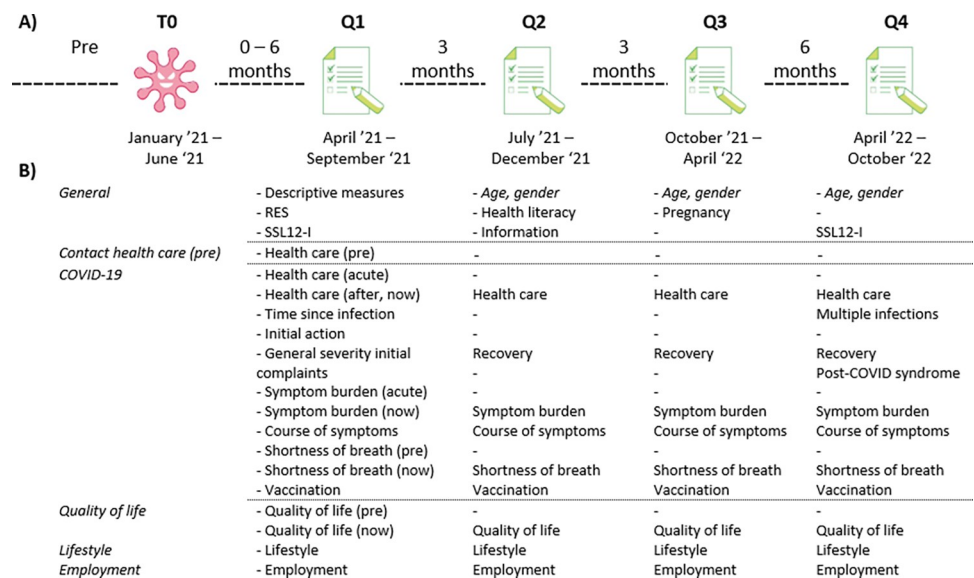 A) T0 Q1 Q2 Q3 Q4
Pre 0 – 6 months 3 months 3 months 6 months
January ’21 – June ‘21 April ’21 – September ‘21 July ’21 – December ‘21 October ’21 – April ‘22 April ’22 – October ‘22
B)
General - Descriptive measures - Age, gender - Age, gender - Age, gender
- RES - Health literacy - Pregnancy -
- SSL12-I - Information - SSL12-I
Contact health care (pre) - Health care (pre) - - -
COVID-19 - Health care (acute) - - -
- Health care (after, now) Health care Health care Health care
- Time since infection - - Multiple infections
- Initial action - - -
- General severity initial Recovery Recovery Recovery
complaints - - Post-COVID syndrome
- Symptom burden (acute) - - -
- Symptom burden (now) Symptom burden Symptom burden Symptom burden
- Course of symptoms Course of symptoms Course of symptoms Course of symptoms
- Shortness of breath (pre) - - -
- Shortness of breath (now) Shortness of breath Shortness of breath Shortness of breath
- Vaccination Vaccination Vaccination Vaccination
Quality of life - Quality of life (pre) - - -
- Quality of life (now) Quality of life Quality of life Quality of life
Lifestyle - Lifestyle Lifestyle Lifestyle Lifestyle
Employment - Employment Employment Employment Employment